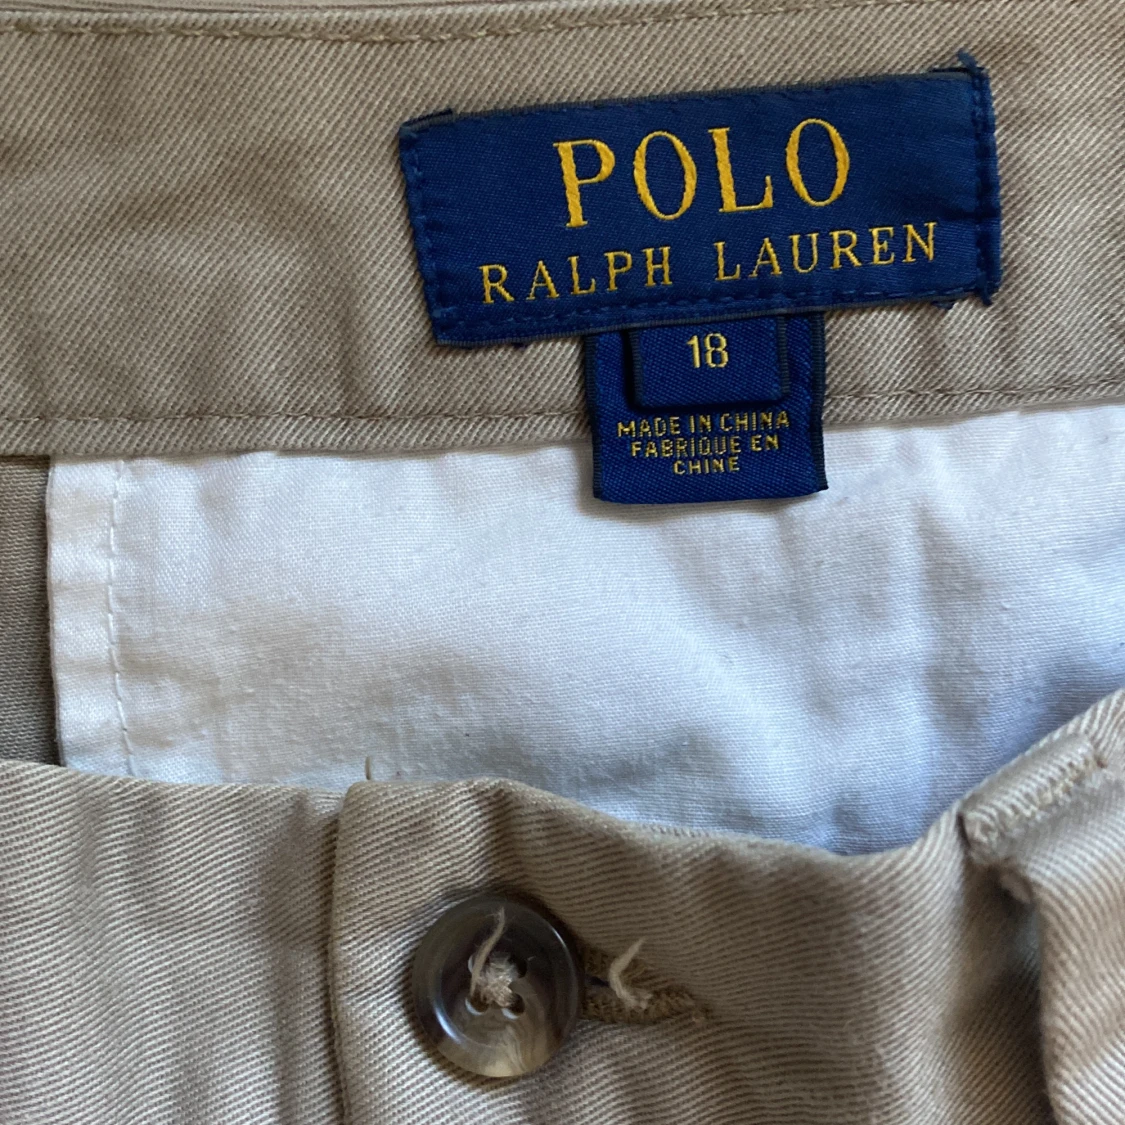 POLO
RALPH LAUREN
18
MADE IN CHINA
FABRIQUE EN
CHINE